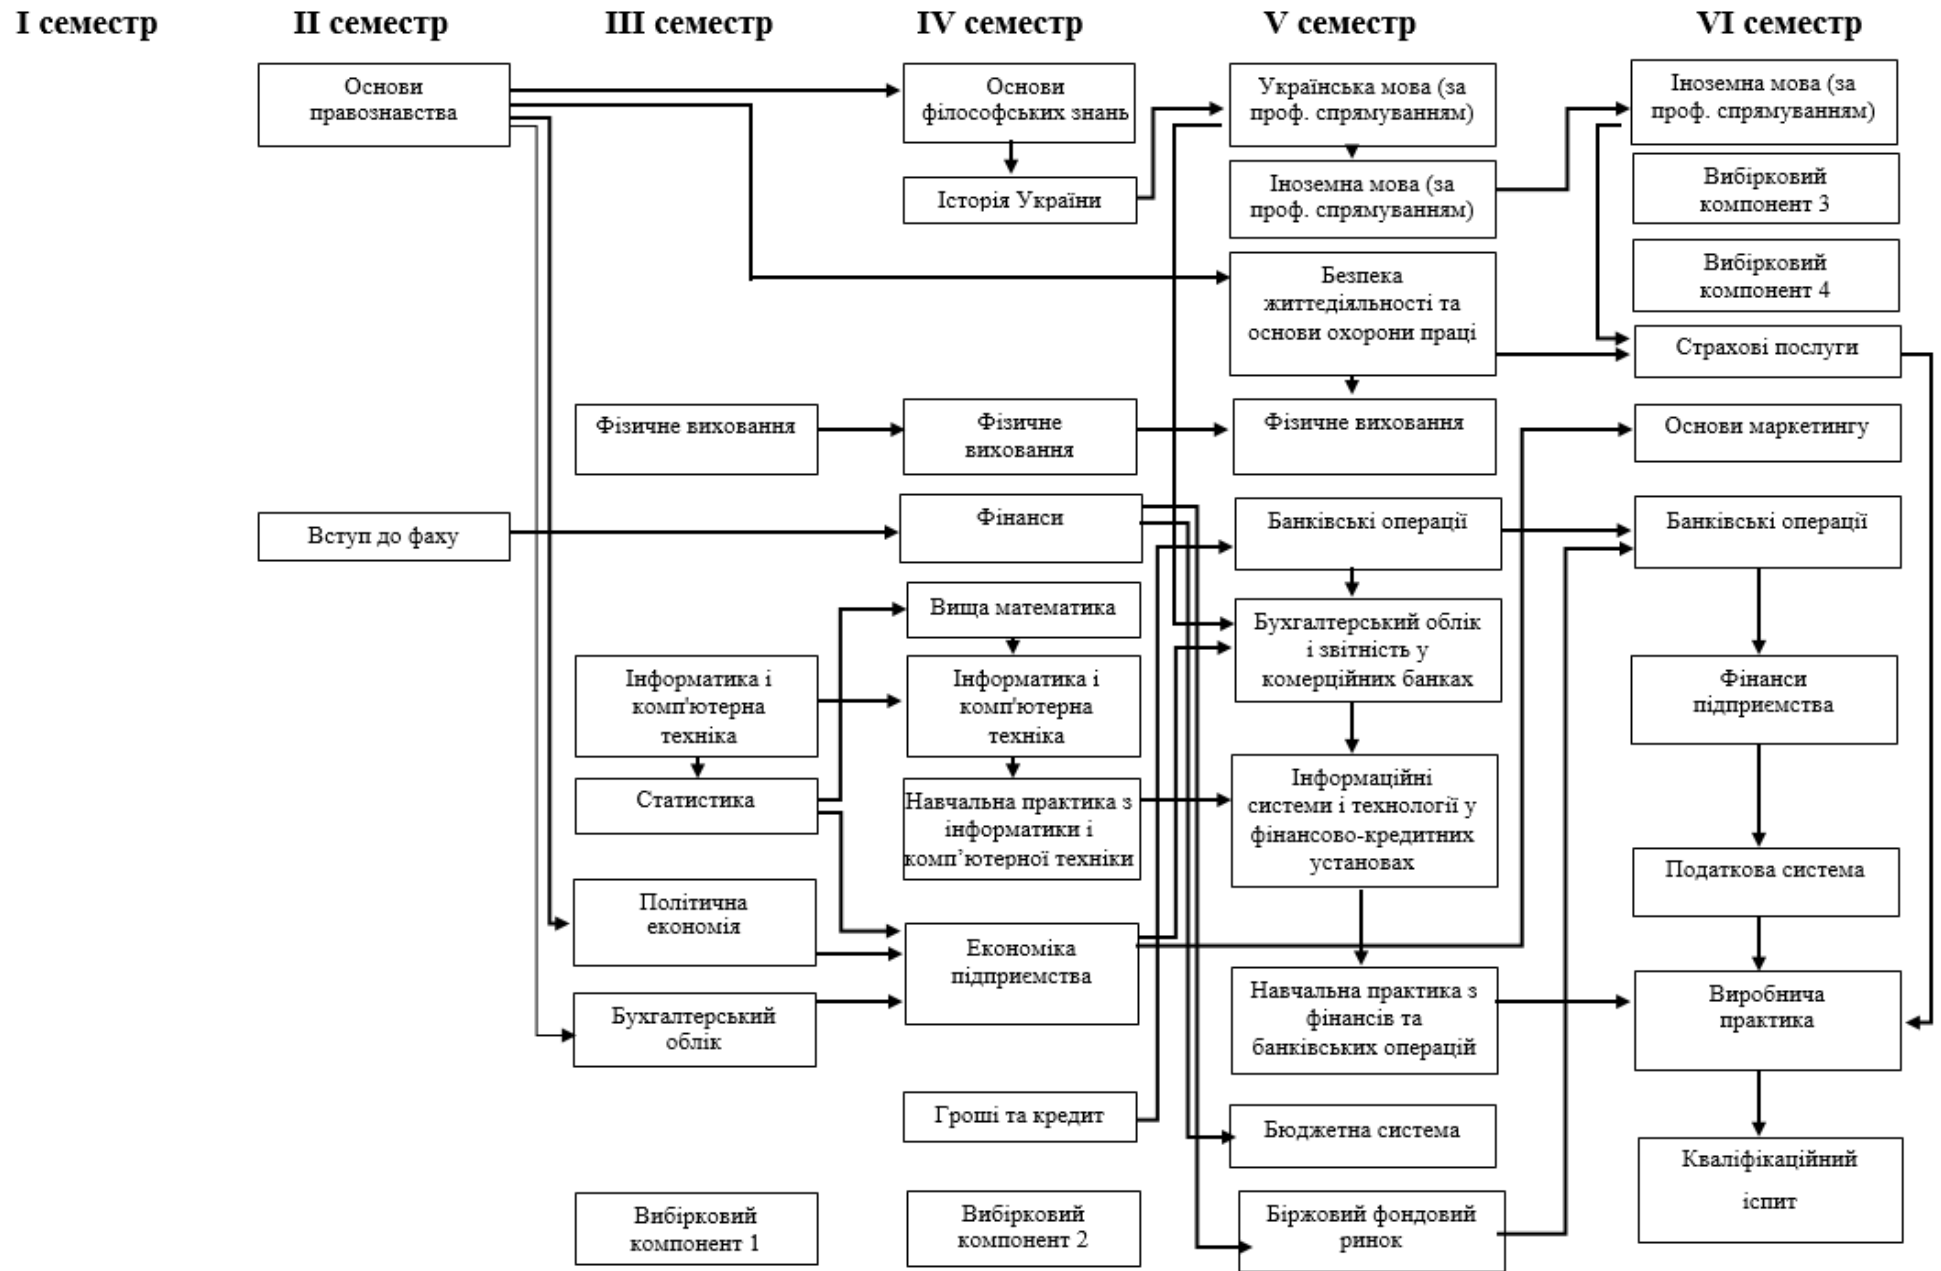 I семестр
II семестр
III семестр
IV семестр
V семестр
VI семестр
Основи
правознавства
Вступ до фаху
Фізичне виховання
Інформатика і
комп'ютерна
техніка
Статистика
Політична
економія
Бухгалтерський
облік
Вибірковий
компонент 1
Основи
філософських знань
Історія України
Фізичне
виховання
Фінанси
Вища математика
Інформатика і
комп'ютерна
техніка
Навчальна практика з
інформатики і
комп’ютерної техніки
Економіка
підприємства
Гроші та кредит
Вибірковий
компонент 2
Українська мова (за
проф. спрямуванням)
Іноземна мова (за
проф. спрямуванням)
Безпека
життєдіяльності та
основи охорони праці
Фізичне виховання
Банківські операції
Бухгалтерський облік
і звітність у
комерційних банках
Інформаційні
системи і технології у
фінансово-кредитних
установах
Навчальна практика з
фінансів та
банківських операцій
Бюджетна система
Біржовий фондовий
ринок
Іноземна мова (за
проф. спрямуванням)
Вибірковий
компонент 3
Вибірковий
компонент 4
Страхові послуги
Основи маркетингу
Банківські операції
Фінанси
підприємства
Податкова система
Виробнича
практика
Кваліфікаційний
іспит